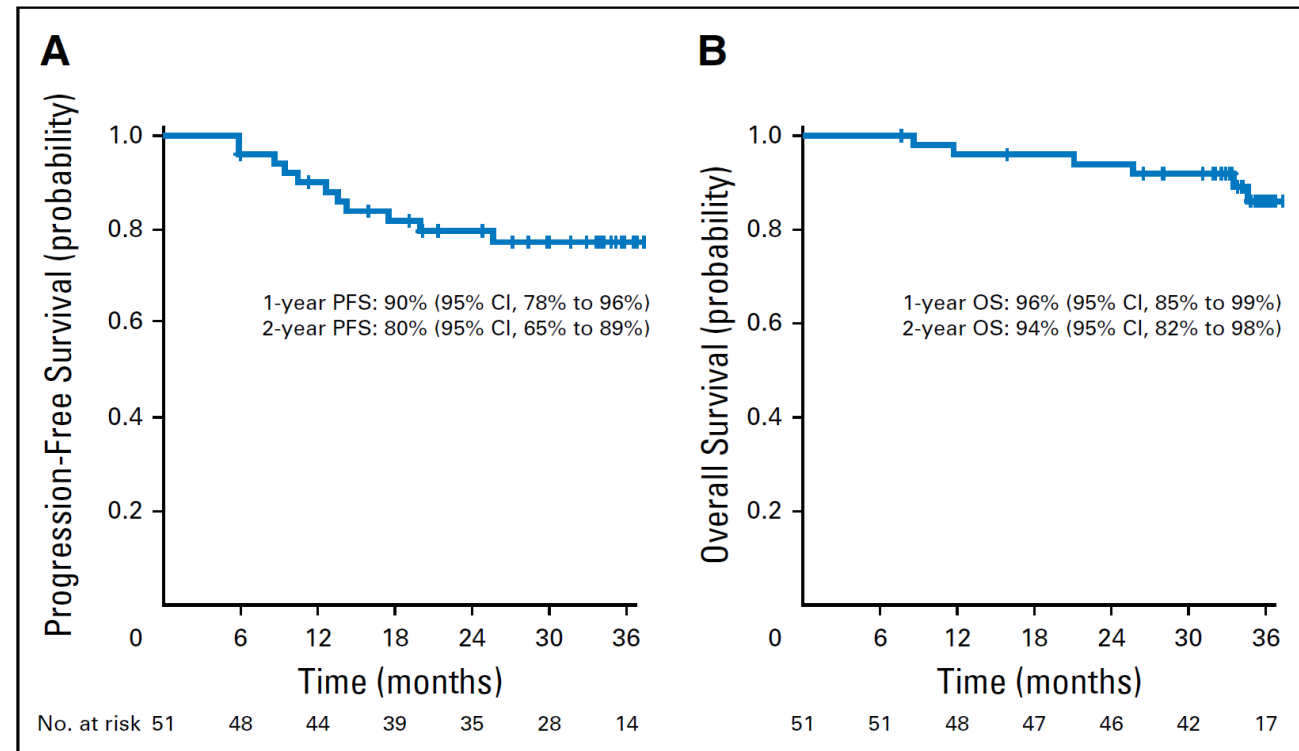 A
Progression-Free Survival (probability)
1.0
0.8
0.6
0.4
0.2
0
1-year PFS: 90% (95% CI, 78% to 96%)
2-year PFS: 80% (95% CI, 65% to 89%)
6 12 18 24 30 36
Time (months)
No. at risk 51 48 44 39 35 28 14
B
Overall Survival (probability)
1.0
0.8
0.6
0.4
0.2
0
1-year OS: 96% (95% CI, 85% to 99%)
2-year OS: 94% (95% CI, 82% to 98%)
6 12 18 24 30 36
Time (months)
51 51 48 47 46 42 17